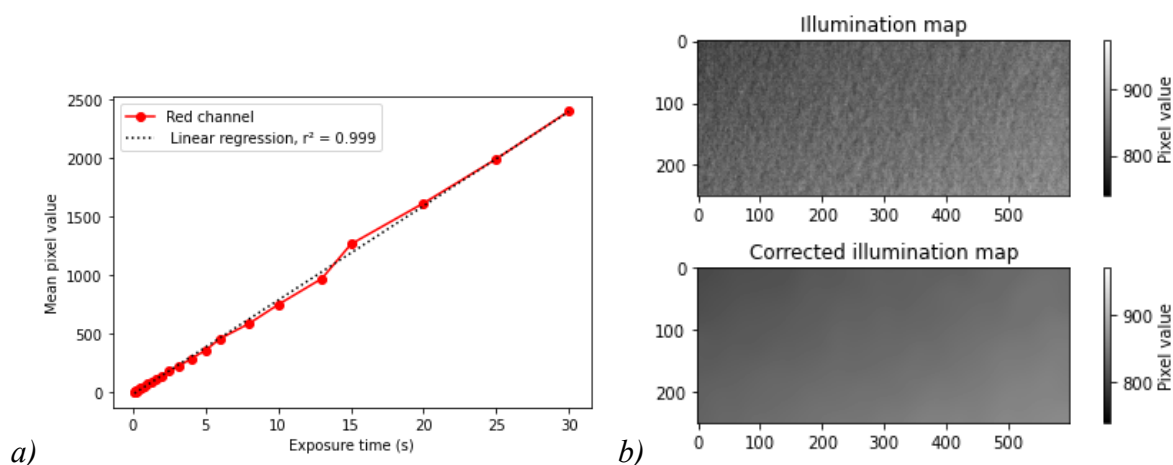 2500
2000
1500
1000
500
0
Mean pixel value
Red channel
Linear regression, r² = 0.999
0 5 10 15 20 25 30
Exposure time (s)
a)
Illumination map
0
100
200
0 100 200 300 400 500
900
800
Pixel value
Corrected illumination map
0
100
200
0 100 200 300 400 500
900
800
Pixel value
b)